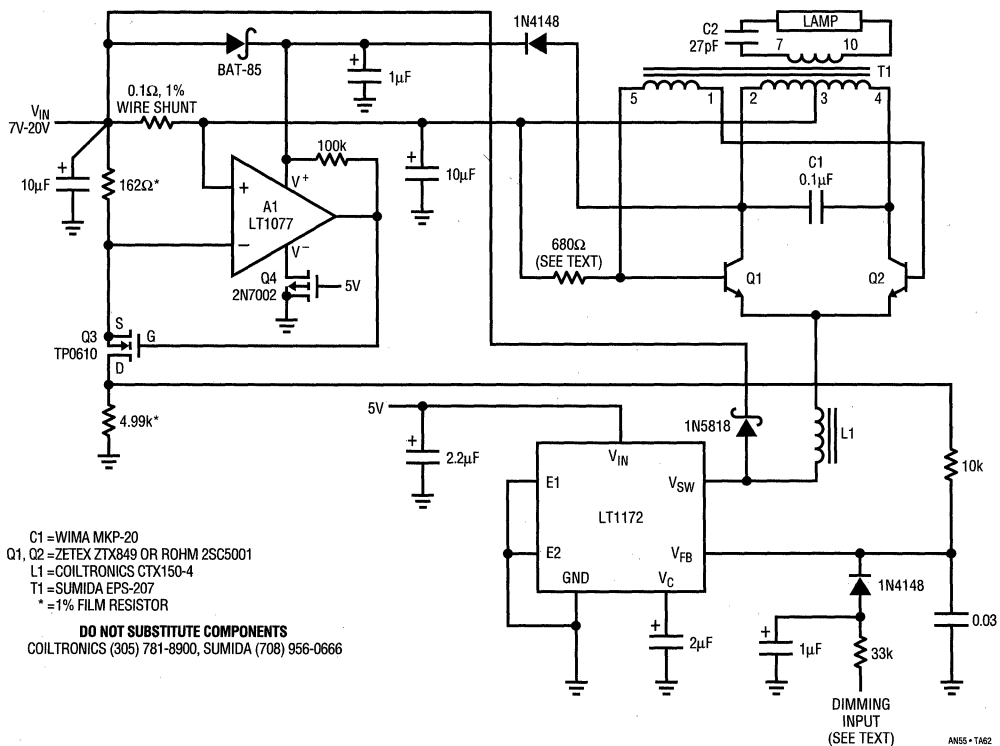 1N4148
C2
27pF
LAMP
7
10
BAT-85
+
1µF
T1
5
1
2
3
4
VIN
7V-20V
0.1Ω, 1%
WIRE SHUNT
100k
+
10µF
162Ω*
+
V+
A1
LT1077
–
V–
+
10µF
C1
0.1µF
680Ω
(SEE TEXT)
Q1
Q2
Q4
2N7002
5V
S
Q3
G
TP0610
D
4.99k*
5V
+
2.2µF
1N5818
L1
10k
VIN
E1
VSW
LT1172
E2
VFB
GND
VC
1N4148
+
2µF
+
1µF
33k
0.03
DIMMING
INPUT
(SEE TEXT)
C1 = WIMA MKP-20
Q1, Q2 = ZETEX ZTX849 OR ROHM 2SC5001
L1 = COILTRONICS CTX150-4
T1 = SUMIDA EPS-207
* = 1% FILM RESISTOR
DO NOT SUBSTITUTE COMPONENTS
COILTRONICS (305) 781-8900, SUMIDA (708) 956-0666
AN55 • TA62